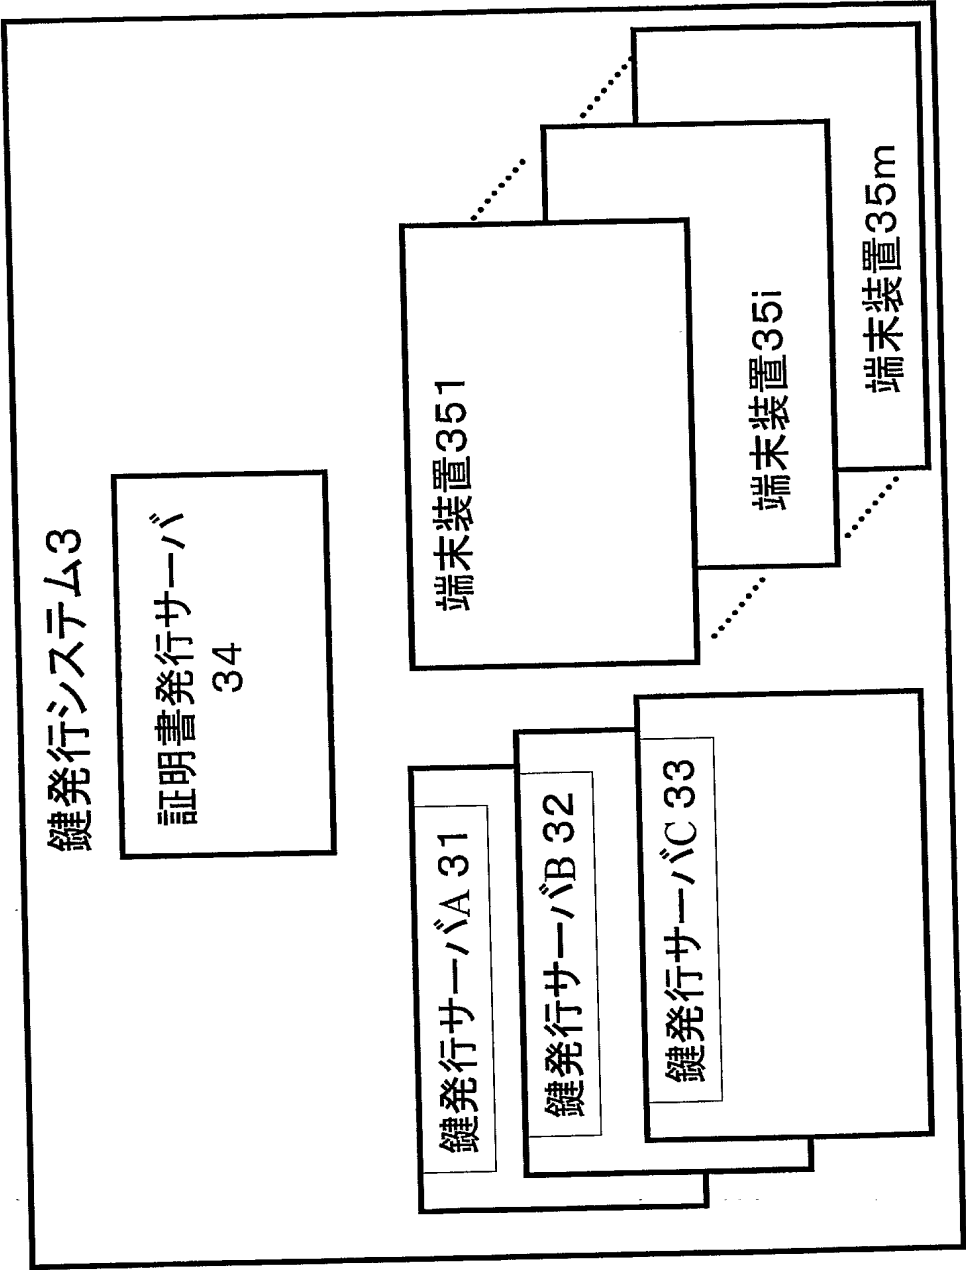 鍵発行システム3
証明書発行サーバ
34
鍵発行サーバA 31
鍵発行サーバB 32
鍵発行サーバC 33
端末装置351
端末装置35i
端末装置35m